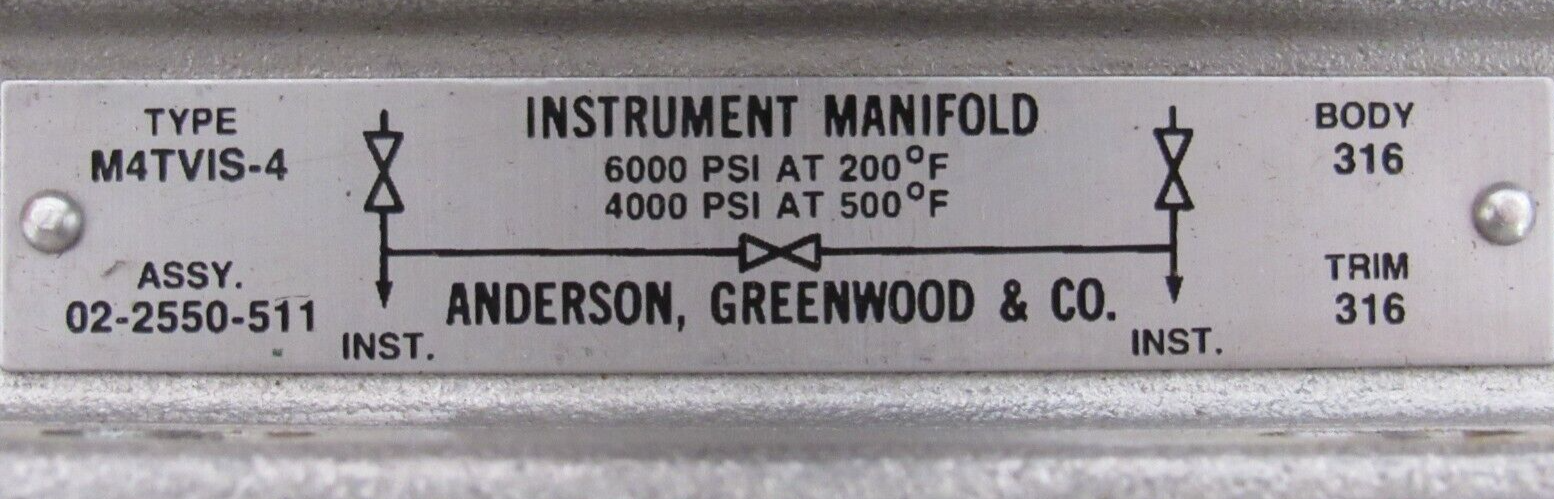 TYPE
M4TVIS-4
ASSY.
02-2550-511
INST.
INSTRUMENT MANIFOLD
6000 PSI AT 200°F
4000 PSI AT 500°F
ANDERSON, GREENWOOD & CO.
INST.
BODY
316
TRIM
316